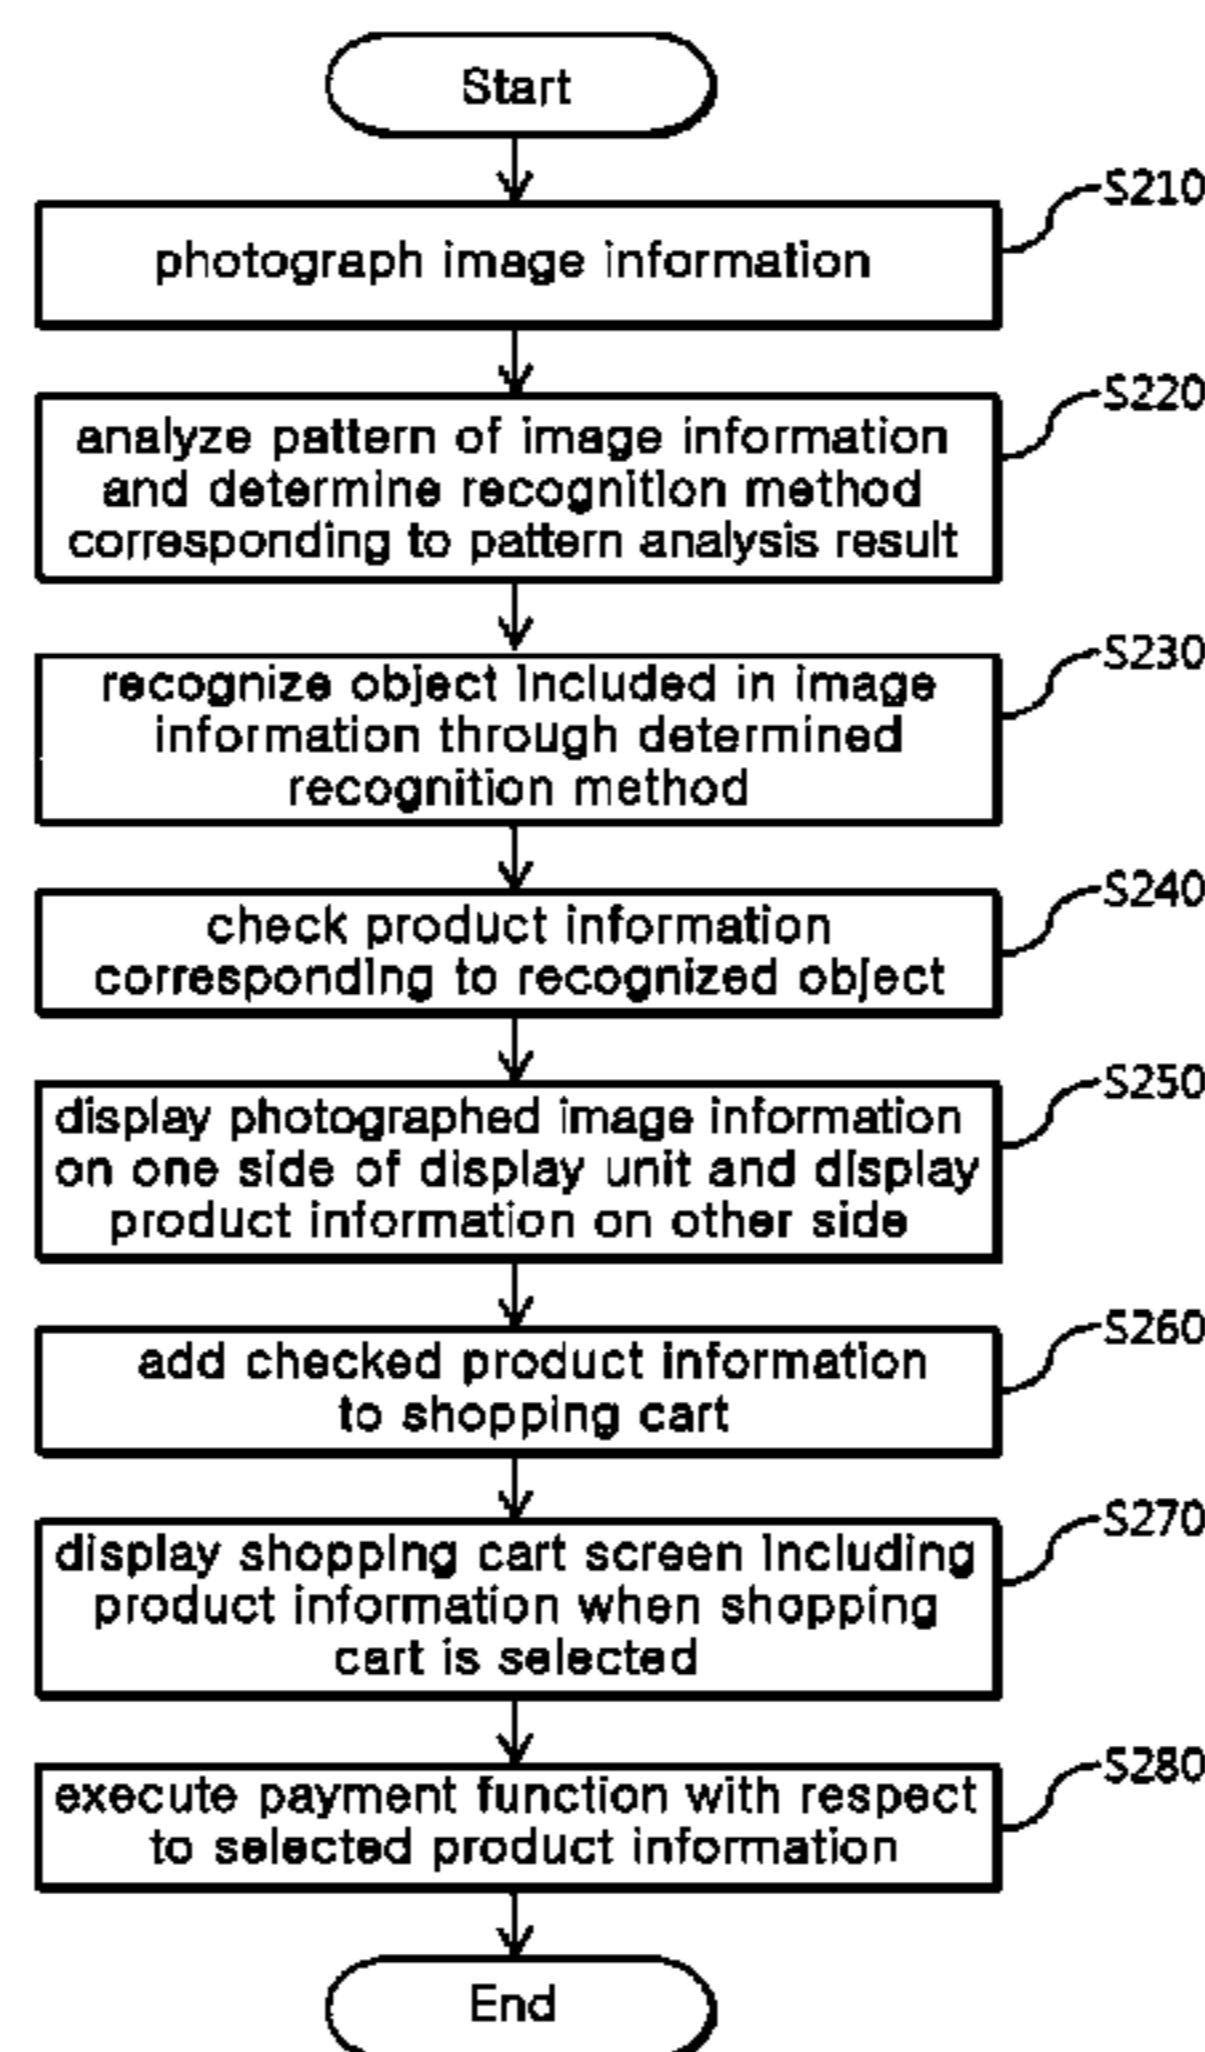 Start
S210
photograph image information
S220
analyze pattern of image information
and determine recognition method
corresponding to pattern analysis result
S230
recognize object included in image
information through determined
recognition method
S240
check product information
corresponding to recognized object
S250
display photographed image information
on one side of display unit and display
product information on other side
S260
add checked product information
to shopping cart
S270
display shopping cart screen including
product information when shopping
cart is selected
S280
execute payment function with respect
to selected product information
End